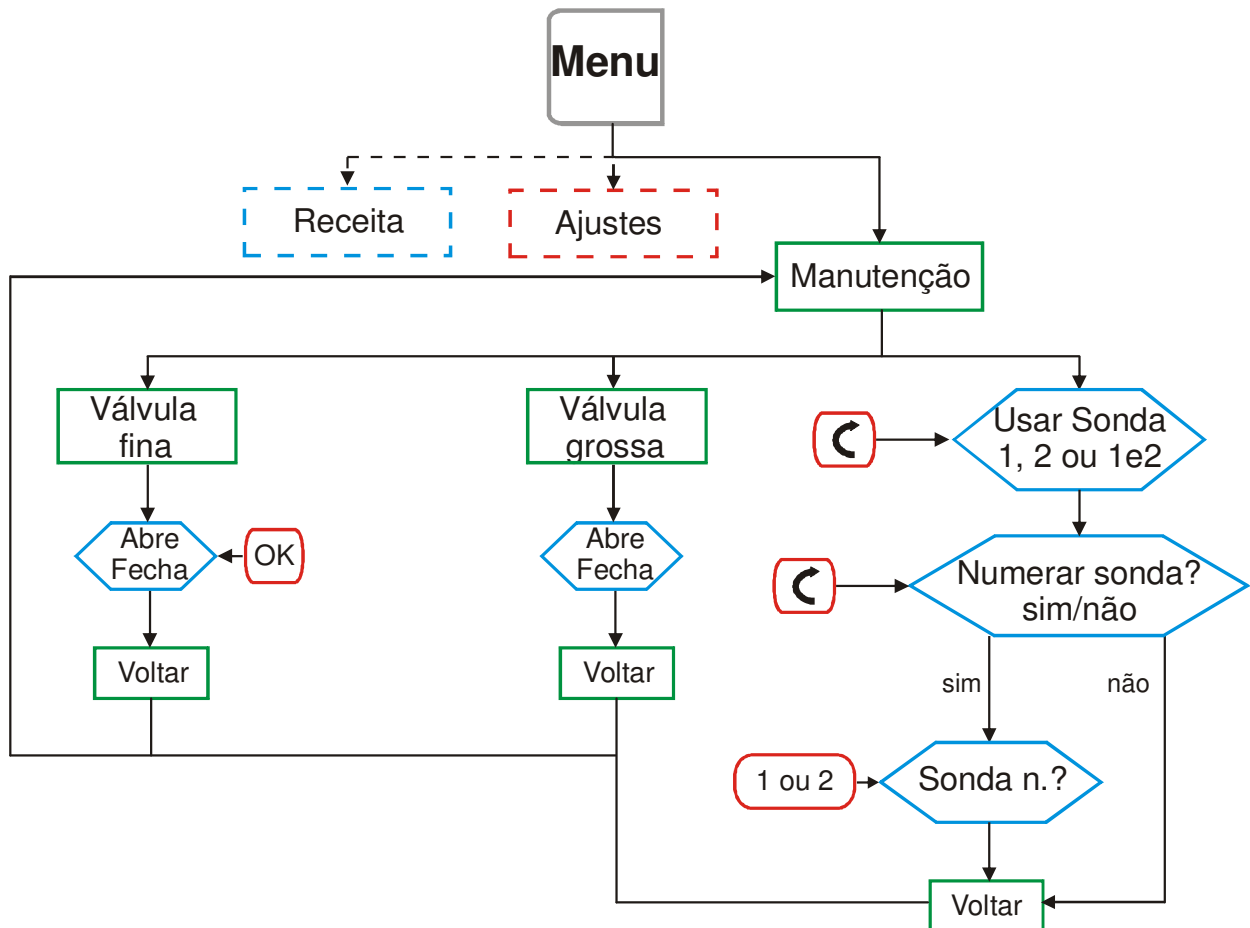 Menu
Receita
Ajustes
Manutenção
Válvula
fina
Válvula
grossa
Usar Sonda
1, 2 ou 1e2
Abre
Fecha
OK
Abre
Fecha
Numerar sonda?
sim/não
Voltar
Voltar
sim
não
1 ou 2
Sonda n.?
Voltar